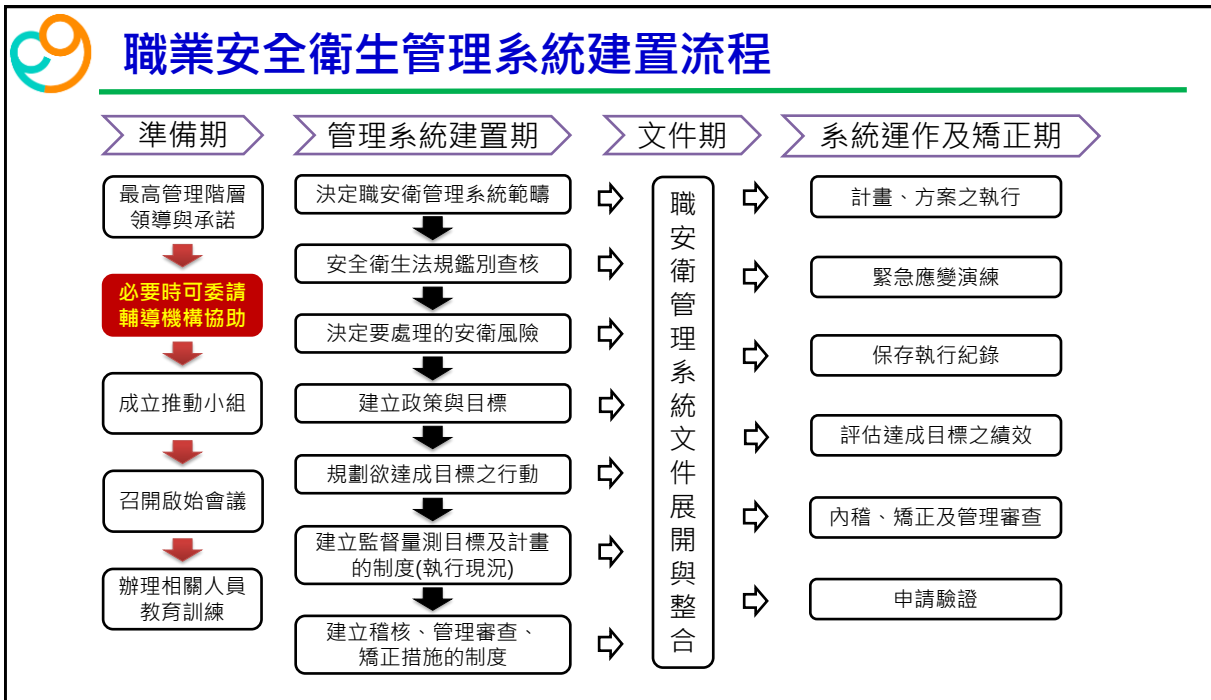 職業安全衛生管理系統建置流程
準備期
最高管理階層
領導與承諾
必要時可委請
輔導機構協助
成立推動小組
召開啟始會議
辦理相關人員
教育訓練
管理系統建置期
決定職安衛管理系統範疇
安全衛生法規鑑別查核
決定要處理的安衛風險
建立政策與目標
規劃欲達成目標之行動
建立監督量測目標及計畫
的制度(執行現況)
建立稽核、管理審查、
矯正措施的制度
文件期
職安衛管理系統文件展開與整合
系統運作及矯正期
計畫、方案之執行
緊急應變演練
保存執行紀錄
評估達成目標之績效
內稽、矯正及管理審查
申請驗證